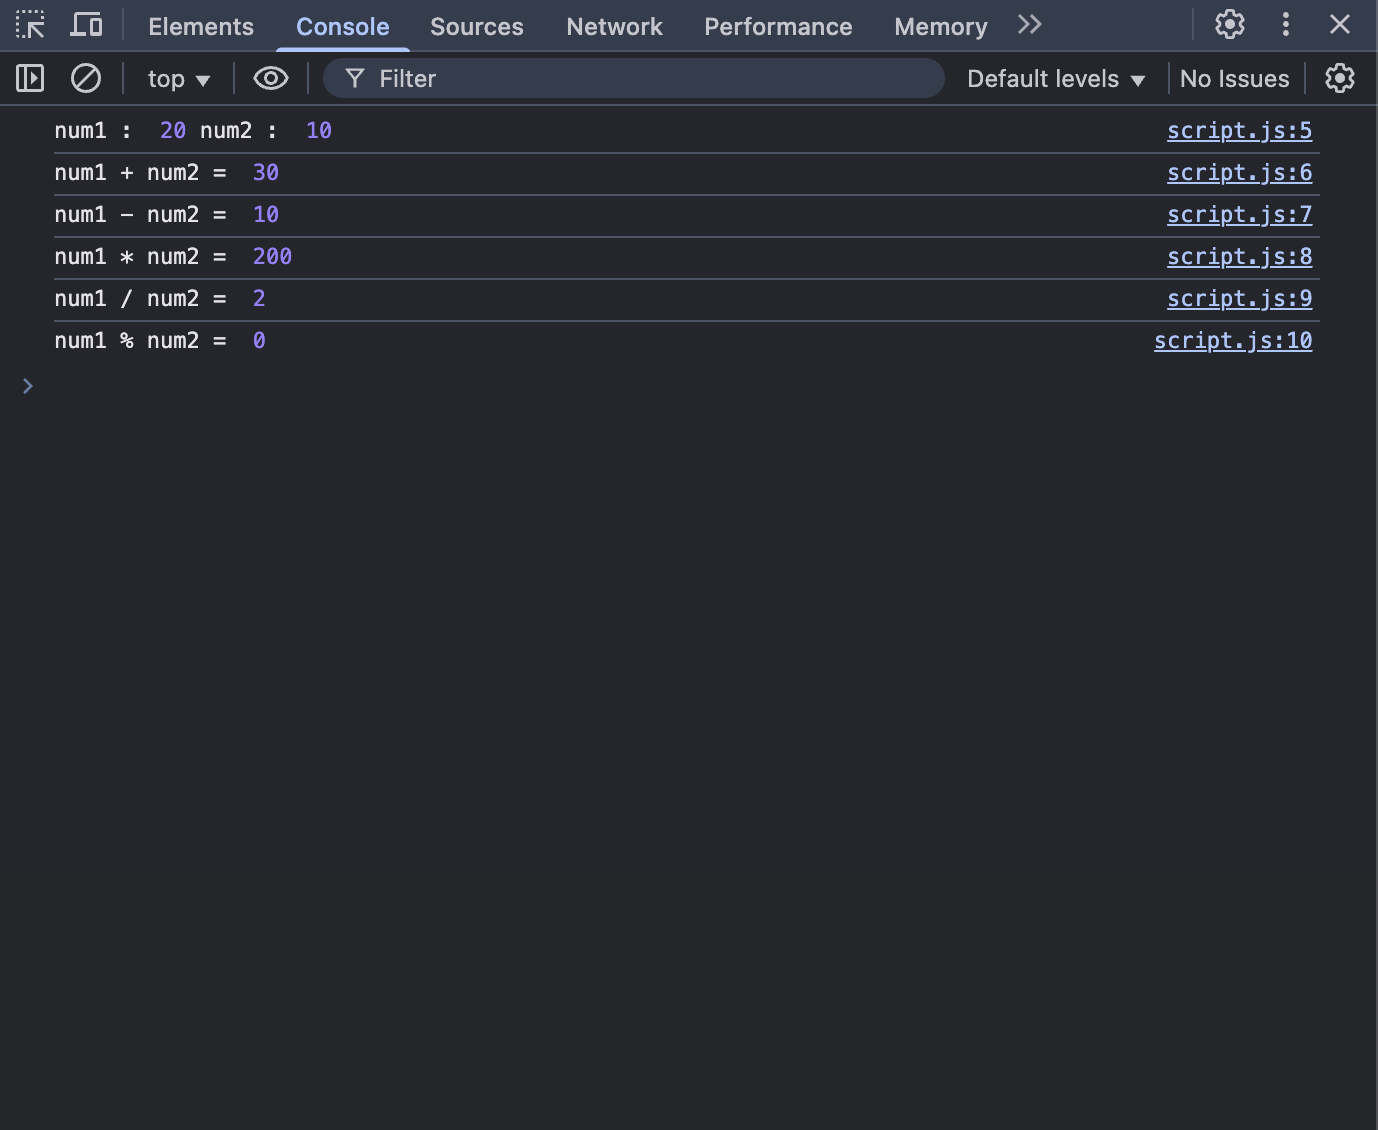 Elements Console Sources Network Performance Memory
top Filter Default levels No Issues
num1 :  20 num2 :  10 script.js:5
num1 + num2 =  30 script.js:6
num1 - num2 =  10 script.js:7
num1 * num2 =  200 script.js:8
num1 / num2 =  2 script.js:9
num1 % num2 =  0 script.js:10